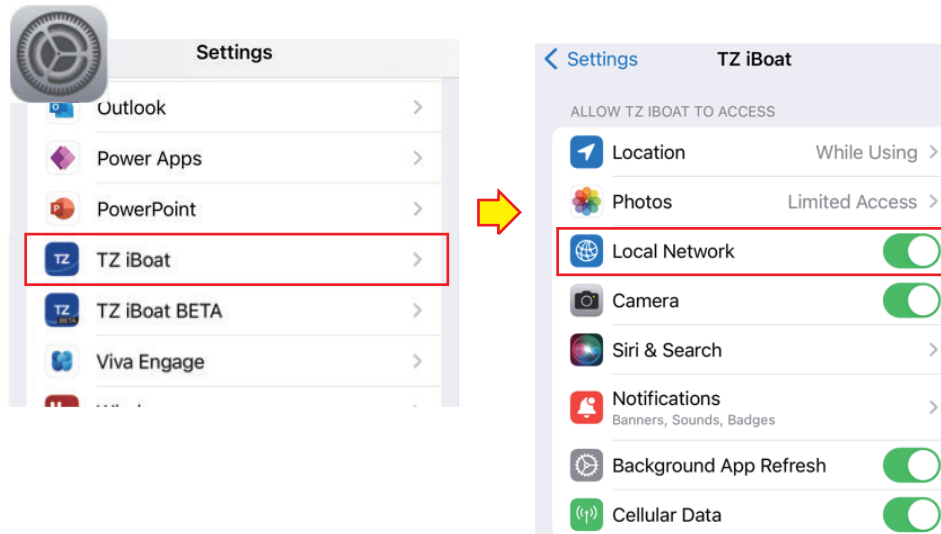 Settings
Outlook
Power Apps
PowerPoint
P
TZ iBoat
TZ
TZ iBoat BETA
TZ
BETA
Viva Engage
Settings
TZ iBoat
ALLOW TZ IBOAT TO ACCESS
Location While Using
Photos Limited Access
Local Network
Camera
Siri & Search
Notifications
Banners, Sounds, Badges
Background App Refresh
Cellular Data